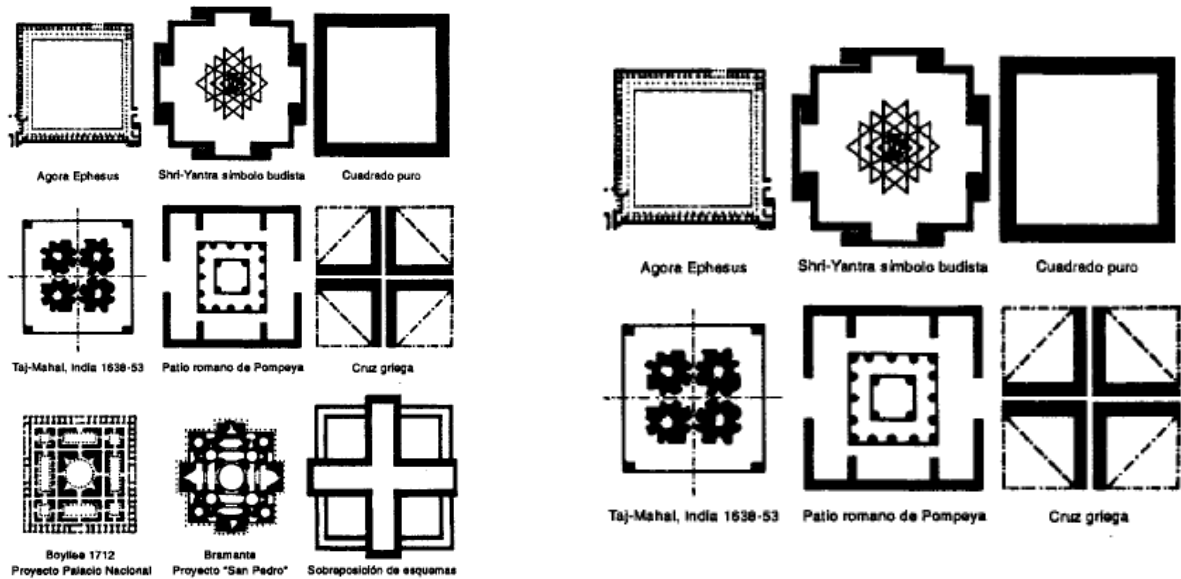 Agora Ephesus
Shri-Yantra símbolo budista
Cuadrado puro
Taj-Mahal, India 1638-53
Patio romano de Pompeya
Cruz griega
Boyllee 1712
Proyecto Palacio Nacional
Bramante
Proyecto "San Pedro"
Sobreposición de esquemas
Agora Ephesus
Shri-Yantra símbolo budista
Cuadrado puro
Taj-Mahal, India 1638-53
Patio romano de Pompeya
Cruz griega